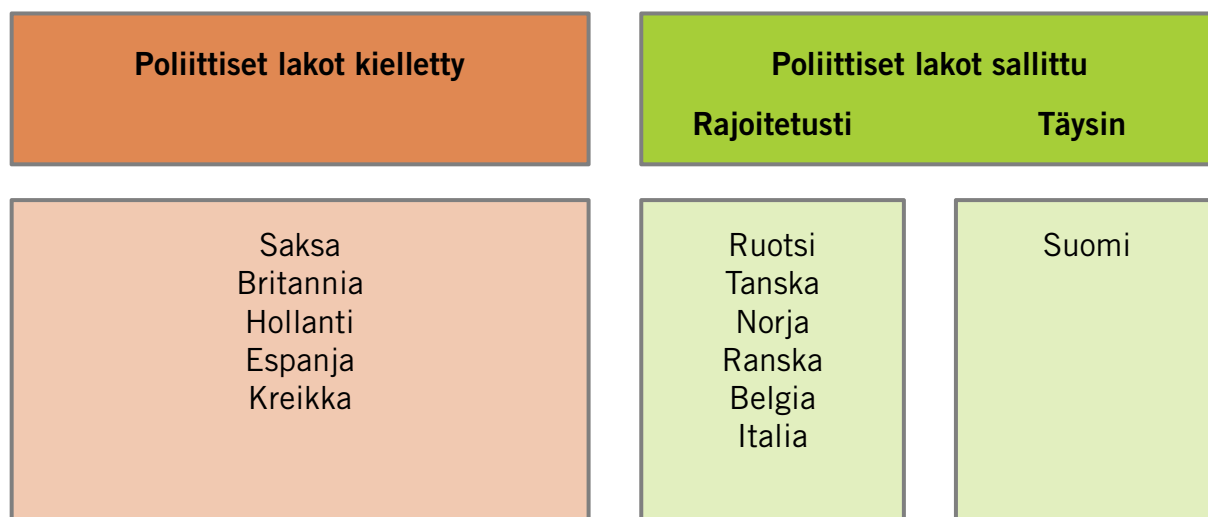 Poliittiset lakot kielletty
Poliittiset lakot sallittu
Rajoitetusti
Täysin
Saksa
Britannia
Hollanti
Espanja
Kreikka
Ruotsi
Tanska
Norja
Ranska
Belgia
Italia
Suomi